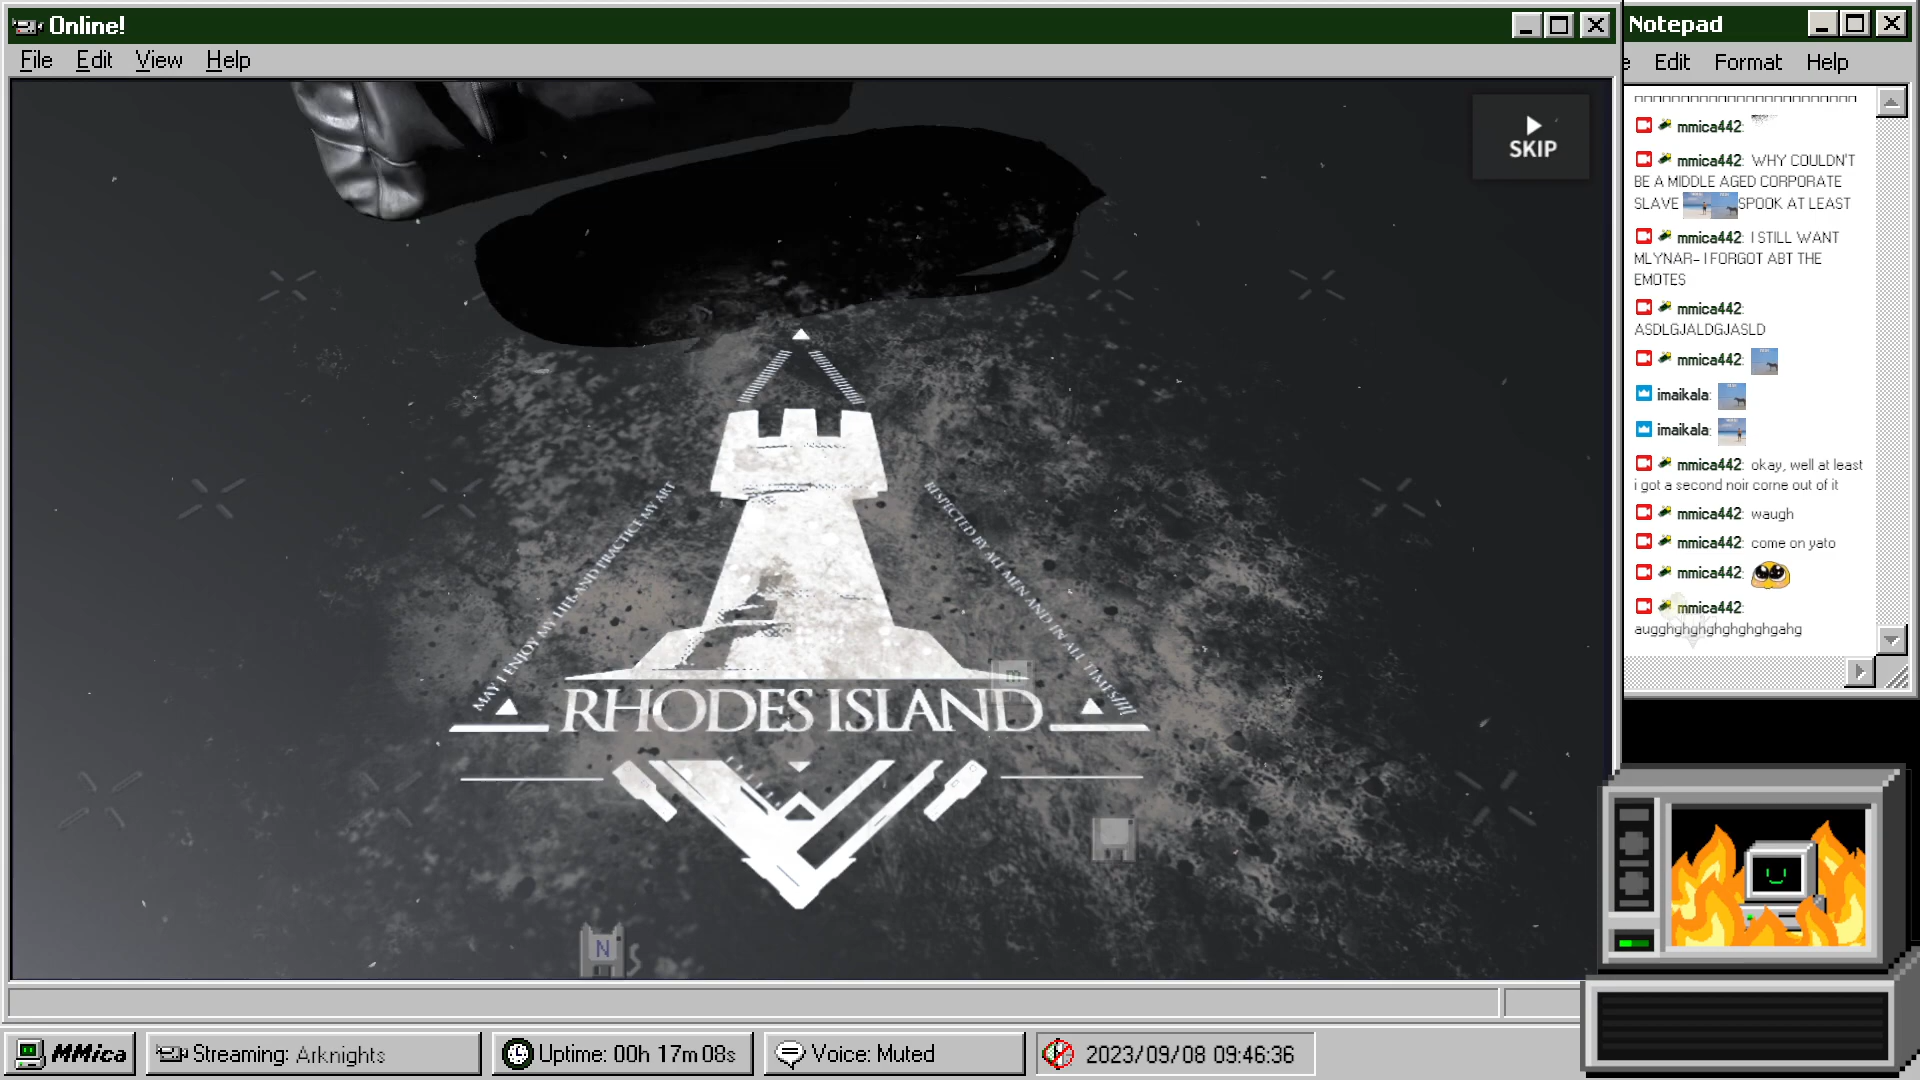 Online!
File Edit View Help
SKIP
MAY I ENJOY MY LIFE AND PRACTICE MY ART
RESPECTED BY ALL MEN AND IN ALL TIMES///
RHODES ISLAND
m
N
Notepad
Edit Format Help
mmica442:
mmica442: WHY COULDN'T
BE A MIDDLE AGED CORPORATE
SLAVE SPOOK AT LEAST
mmica442: I STILL WANT
MLYNAR- I FORGOT ABT THE
EMOTES
mmica442:
ASDLGJALDGJASLD
mmica442:
imaikala:
imaikala:
mmica442: okay, well at least
i got a second noir corne out of it
mmica442: waugh
mmica442: come on yato
mmica442:
mmica442:
augghghghghghghghgahg
MMica
Streaming: Arknights
Uptime: 00h 17m 08s
Voice: Muted
2023/09/08 09:46:36